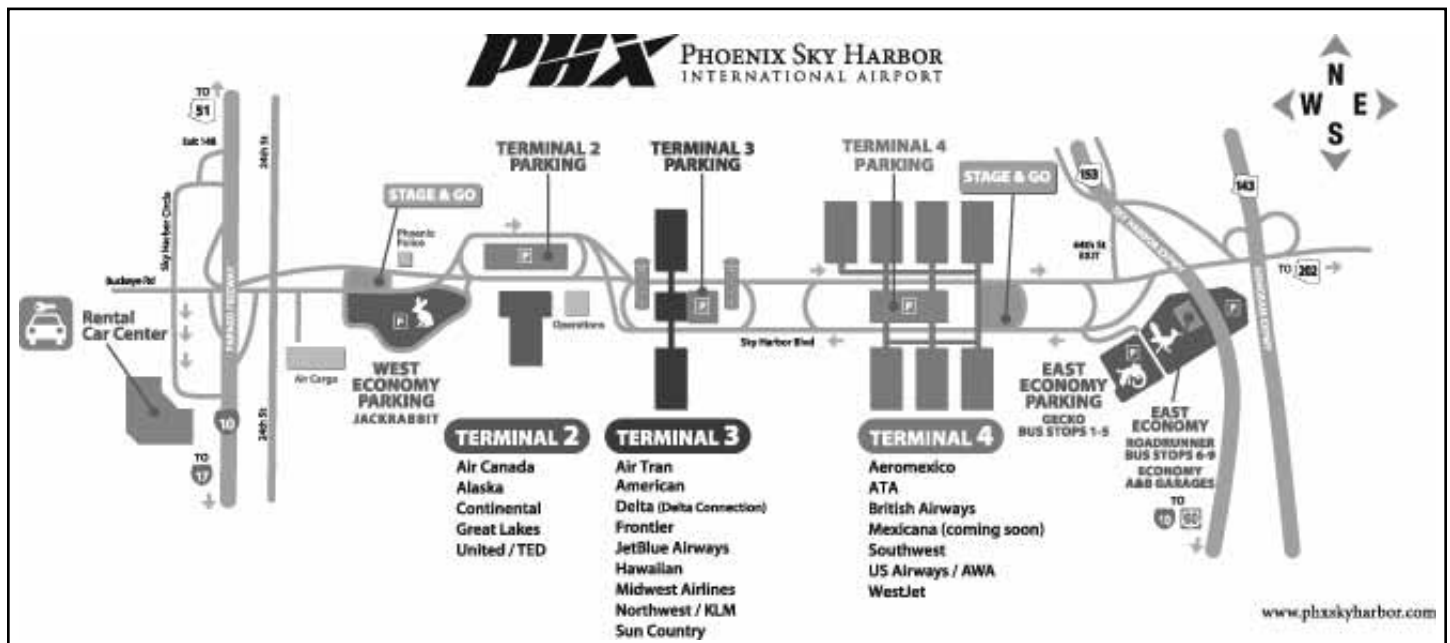 PHX PHOENIX SKY HARBOR
INTERNATIONAL AIRPORT
N
W E
S
TO
51
Exit 148
24th St
Sky Harbor Circle
Buckeye Rd
STAGE & GO
Phoenix
Police
TERMINAL 2
PARKING
TERMINAL 3
PARKING
TERMINAL 4
PARKING
STAGE & GO
153
143
44th St
EXIT
TO 202
Rental
Car Center
10
TO
17
24th St
Air Cargo
P
WEST
ECONOMY
PARKING
JACKRABBIT
P
Operations
P
P
Sky Harbor Blvd
EAST
ECONOMY
PARKING
GECKO
BUS STOPS 1-5
P
P
EAST
ECONOMY
ROADRUNNER
BUS STOPS 6-9
ECONOMY
A&B GARAGES
TO
10 60
TERMINAL 2
Air Canada
Alaska
Continental
Great Lakes
United / TED
TERMINAL 3
Air Tran
American
Delta (Delta Connection)
Frontier
JetBlue Airways
Hawaiian
Midwest Airlines
Northwest / KLM
Sun Country
TERMINAL 4
Aeromexico
ATA
British Airways
Mexicana (coming soon)
Southwest
US Airways / AWA
WestJet
www.phxskyharbor.com